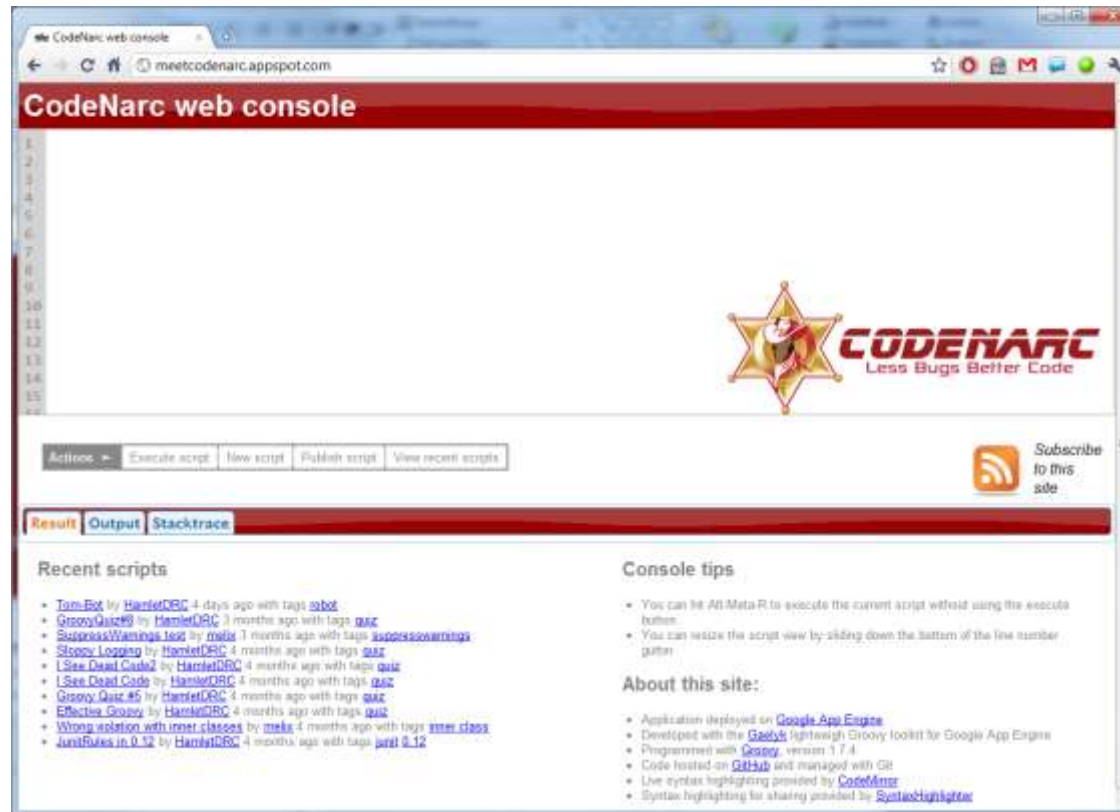 CodeNarc web console
meetcodenarc.appspot.com
CodeNarc web console
1
2
3
4
5
6
7
8
9
10
11
12
13
14
15
CODENARC
Less Bugs Better Code
Actions Execute script New script Publish script View recent scripts
Subscribe
to this
site
Result Output Stacktrace
Recent scripts
Tom-Bot by HamletDRC 4 days ago with tags robot
GroovyQuiz#6 by HamletDRC 3 months ago with tags quiz
SuppressWarnings test by melix 3 months ago with tags suppresswarnings
Sloppy Logging by HamletDRC 4 months ago with tags quiz
I See Dead Code2 by HamletDRC 4 months ago with tags quiz
I See Dead Code by HamletDRC 4 months ago with tags quiz
Groovy Quiz #5 by HamletDRC 4 months ago with tags quiz
Effective Groovy by HamletDRC 4 months ago with tags quiz
Wrong violation with inner classes by melix 4 months ago with tags inner class
JunitRules in 0.12 by HamletDRC 4 months ago with tags junit 0.12
Console tips
You can hit Alt-Meta-R to execute the current script without using the execute
button
You can resize the script view by sliding down the bottom of the line number
gutter
About this site:
Application deployed on Google App Engine
Developed with the Gaelyk lightweigh Groovy toolkit for Google App Engine
Programmed with Groovy, version 1.7.4
Code hosted on GitHub and managed with Git
Live syntax highlighting provided by CodeMirror
Syntax highlighting for sharing provided by SyntaxHighlighter